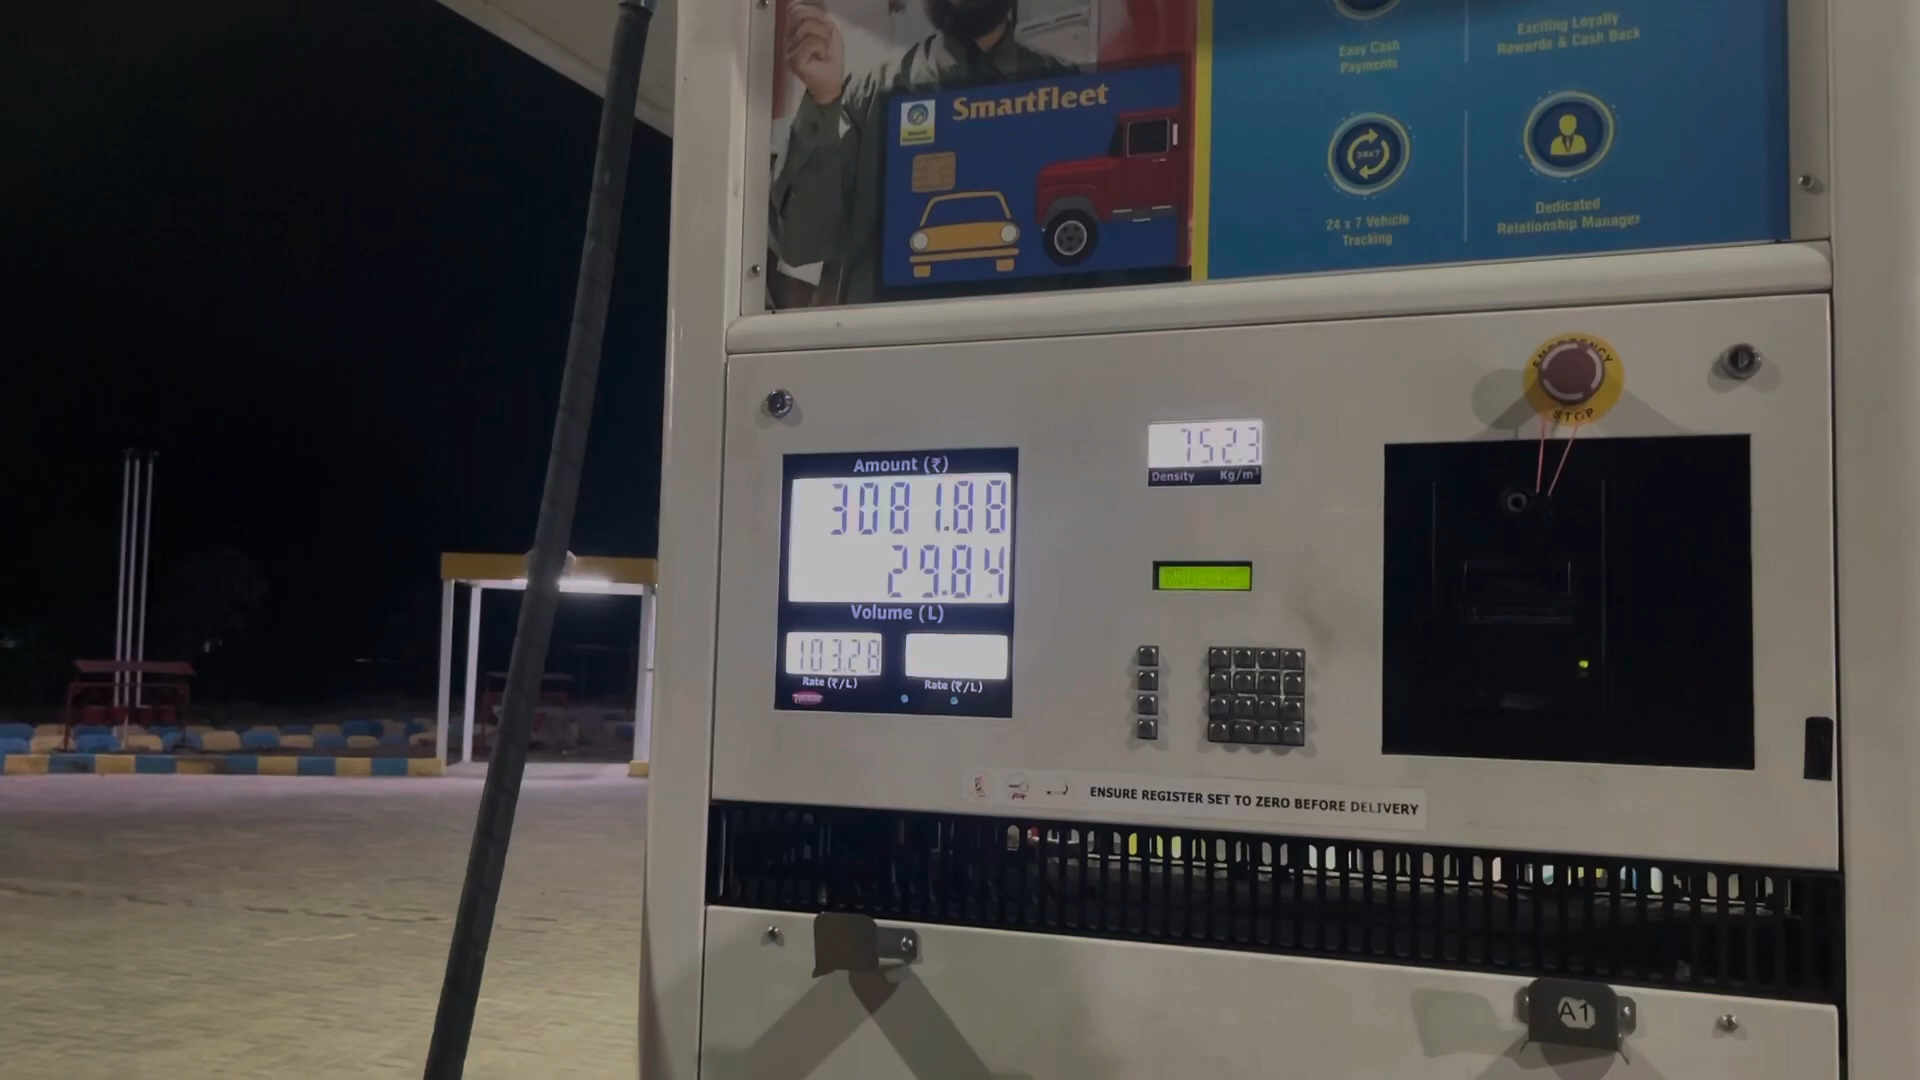 Easy Cash
Payments
Exciting Loyalty
Rewards & Cash Back
SmartFleet
24x7
24 x 7 Vehicle
Tracking
Dedicated
Relationship Manager
EMERGENCY
STOP
752.3
Density Kg/m³
Amount (₹)
3081.88
29.84
Volume (L)
103.28
Rate (₹/L)
Rate (₹/L)
ENSURE REGISTER SET TO ZERO BEFORE DELIVERY
A1